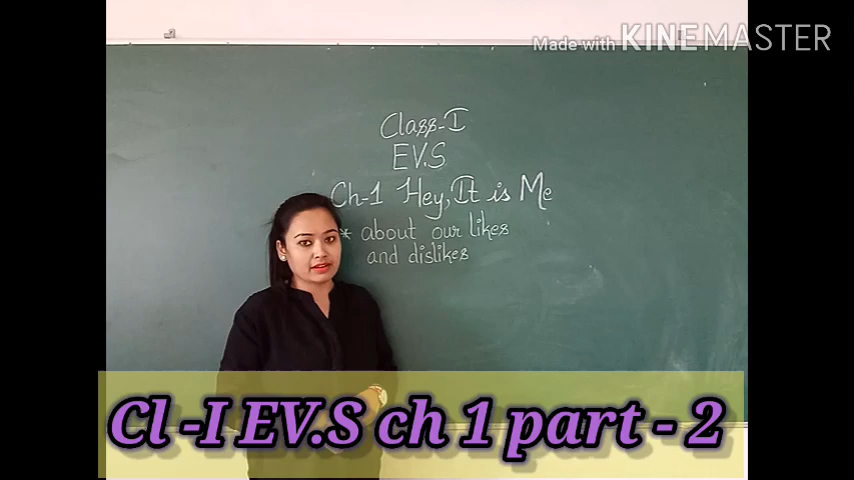 Made with KINEMASTER
Class-I
EV.S
Ch-1 Hey, It is Me
* about our likes
and dislikes
Cl -I EV.S ch 1 part - 2